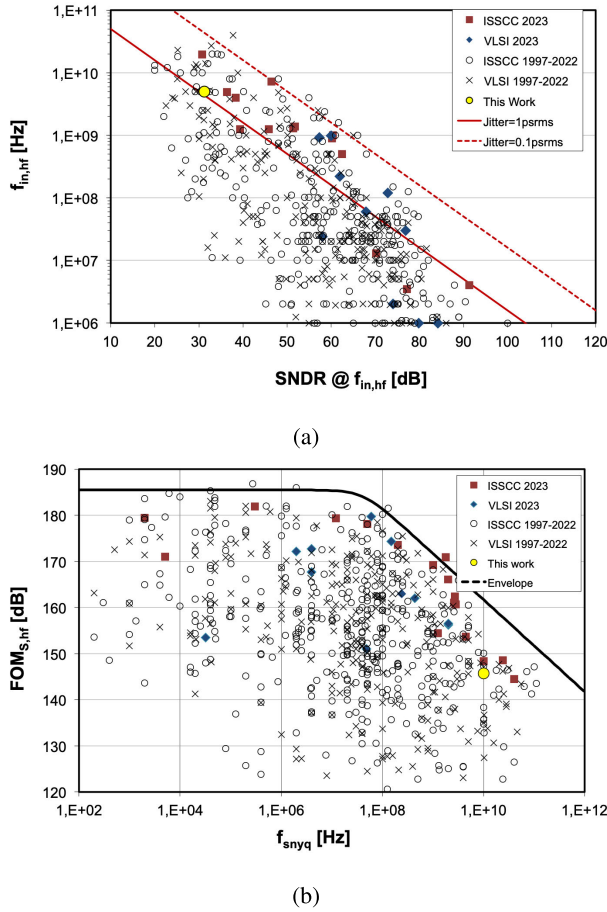 1,E+11
1,E+10
1,E+09
1,E+08
1,E+07
1,E+06
f_in,hf [Hz]
ISSCC 2023
VLSI 2023
ISSCC 1997-2022
VLSI 1997-2022
This Work
Jitter=1psrms
Jitter=0.1psrms
10 20 30 40 50 60 70 80 90 100 110 120
SNDR @ f_in,hf [dB]
(a)
190
180
170
160
150
140
130
120
FOM_S,hf [dB]
ISSCC 2023
VLSI 2023
ISSCC 1997-2022
VLSI 1997-2022
This work
Envelope
1,E+02 1,E+04 1,E+06 1,E+08 1,E+10 1,E+12
f_snyq [Hz]
(b)